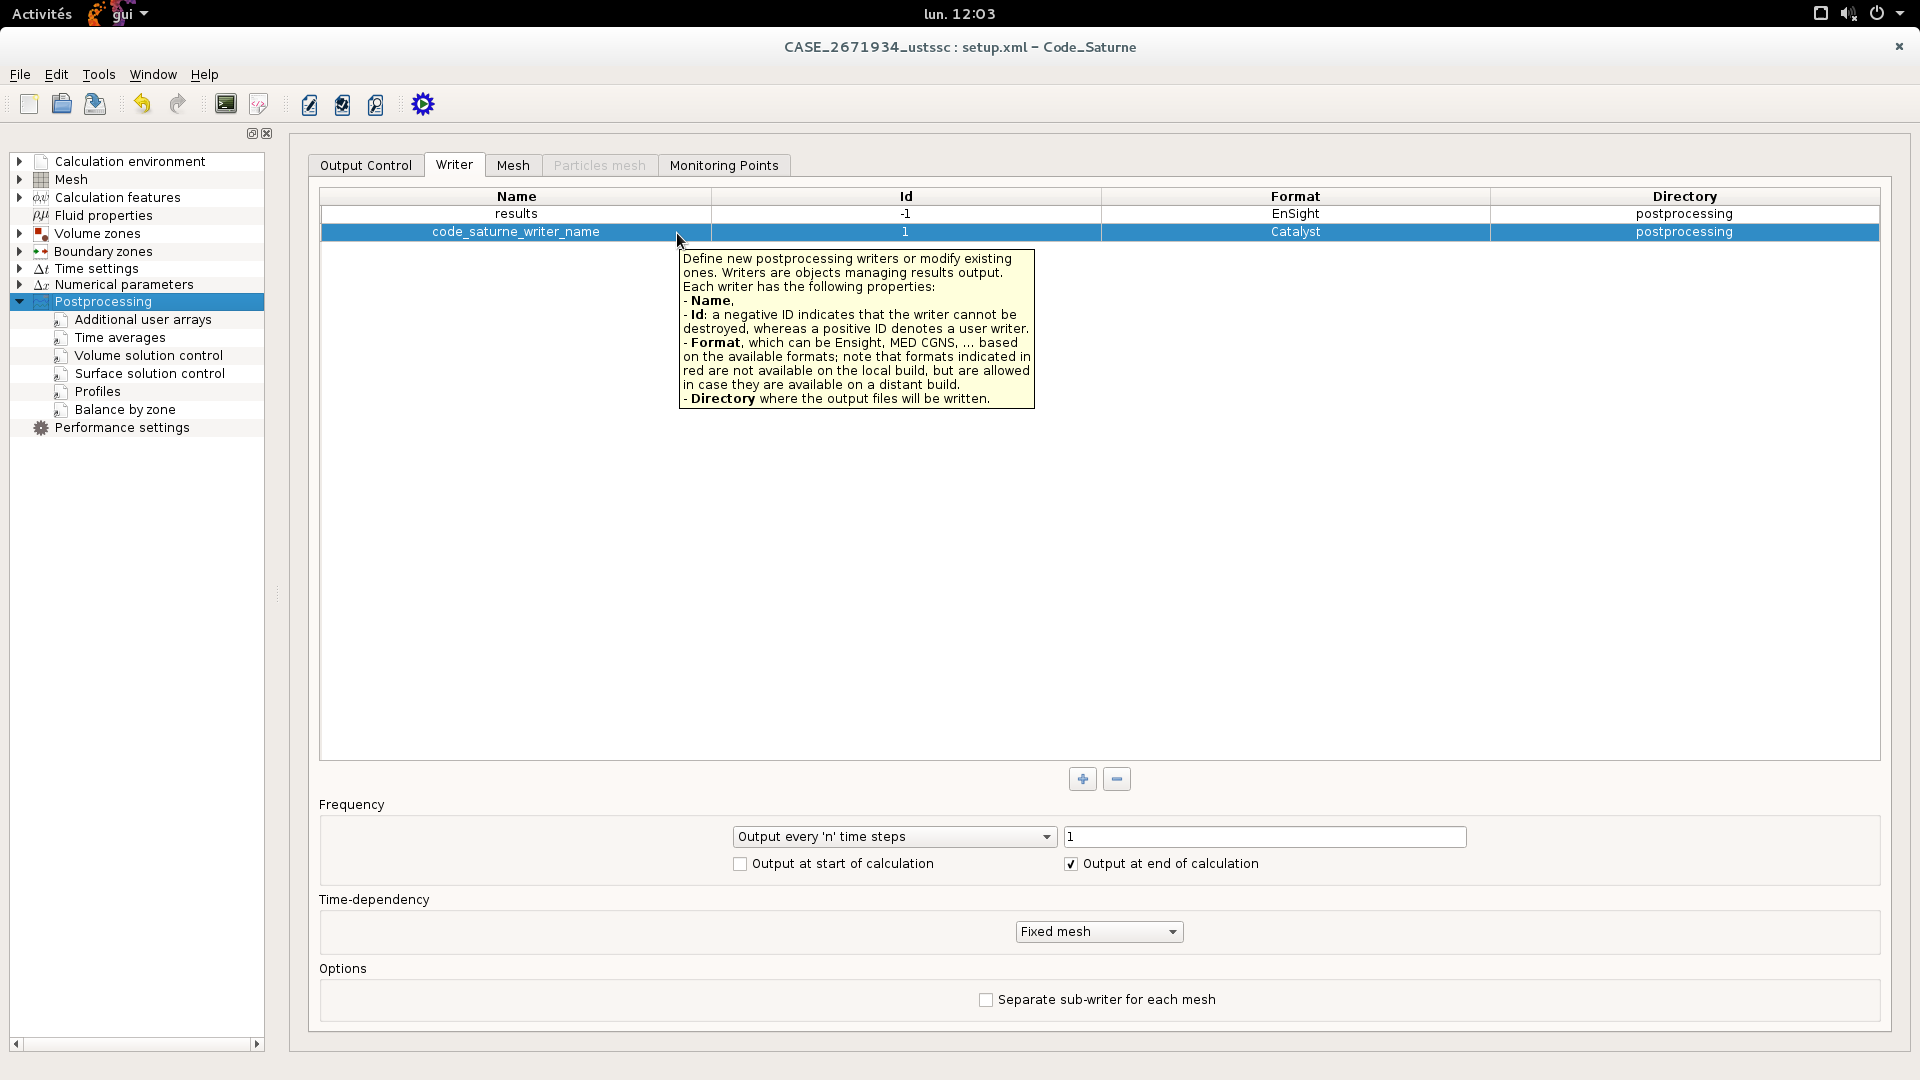 Activités gui lun. 12:03
CASE_2671934_ustssc : setup.xml – Code_Saturne
File Edit Tools Window Help
Calculation environment
Mesh
Calculation features
Fluid properties
Volume zones
Boundary zones
Δt Time settings
Δx Numerical parameters
Postprocessing
Additional user arrays
Time averages
Volume solution control
Surface solution control
Profiles
Balance by zone
Performance settings
Output Control Writer Mesh Particles mesh Monitoring Points
Name Id Format Directory
results -1 EnSight postprocessing
code_saturne_writer_name 1 Catalyst postprocessing
Define new postprocessing writers or modify existing
ones. Writers are objects managing results output.
Each writer has the following properties:
- Name,
- Id: a negative ID indicates that the writer cannot be
destroyed, whereas a positive ID denotes a user writer.
- Format, which can be Ensight, MED CGNS, ... based
on the available formats; note that formats indicated in
red are not available on the local build, but are allowed
in case they are available on a distant build.
- Directory where the output files will be written.
Frequency
Output every 'n' time steps 1
Output at start of calculation Output at end of calculation
Time-dependency
Fixed mesh
Options
Separate sub-writer for each mesh